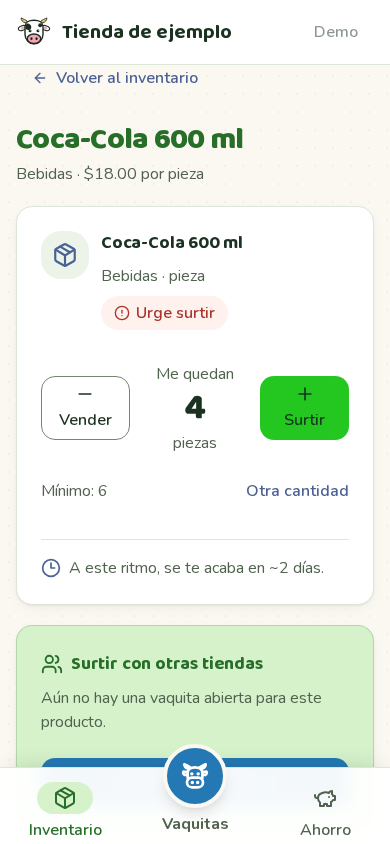 Tienda de ejemplo
Demo
Volver al inventario
Coca-Cola 600 ml
Bebidas · $18.00 por pieza
Coca-Cola 600 ml
Bebidas · pieza
Urge surtir
Me quedan
Vender
4
Surtir
piezas
Mínimo: 6
Otra cantidad
A este ritmo, se te acaba en ~2 días.
Surtir con otras tiendas
Aún no hay una vaquita abierta para este
producto.
Inventario
Vaquitas
Ahorro